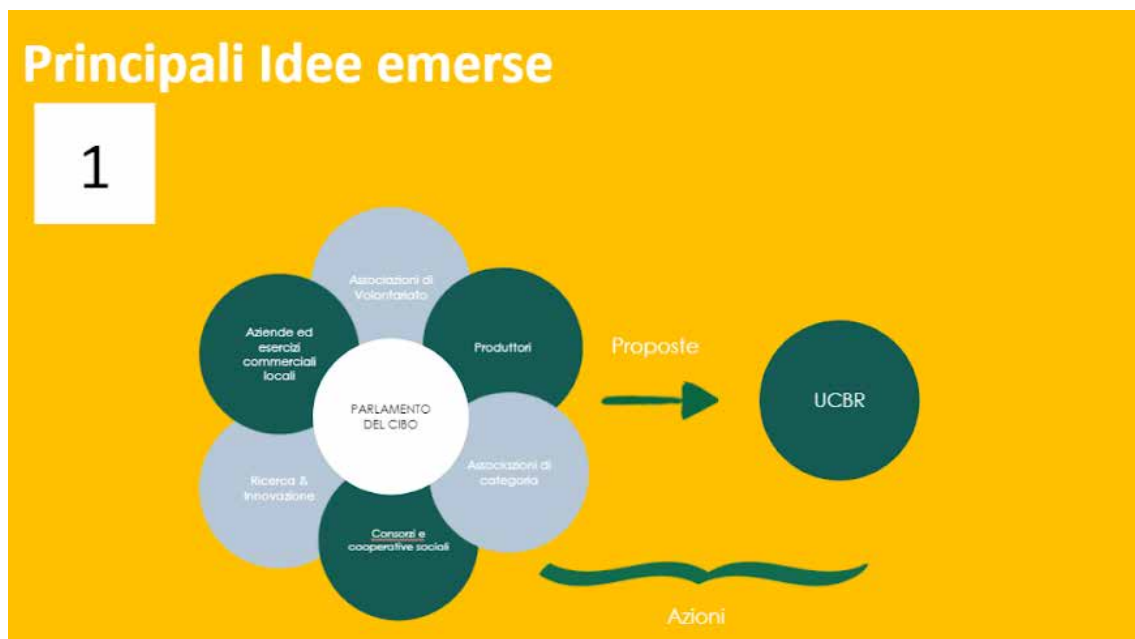 Principali Idee emerse
1
Associazioni di
Volontariato
Aziende ed
esercizi
commerciali
locali
Produttori
PARLAMENTO
DEL CIBO
Ricerca &
Innovazione
Associazioni di
categoria
Consorzi e
cooperative sociali
Proposte
UCBR
Azioni